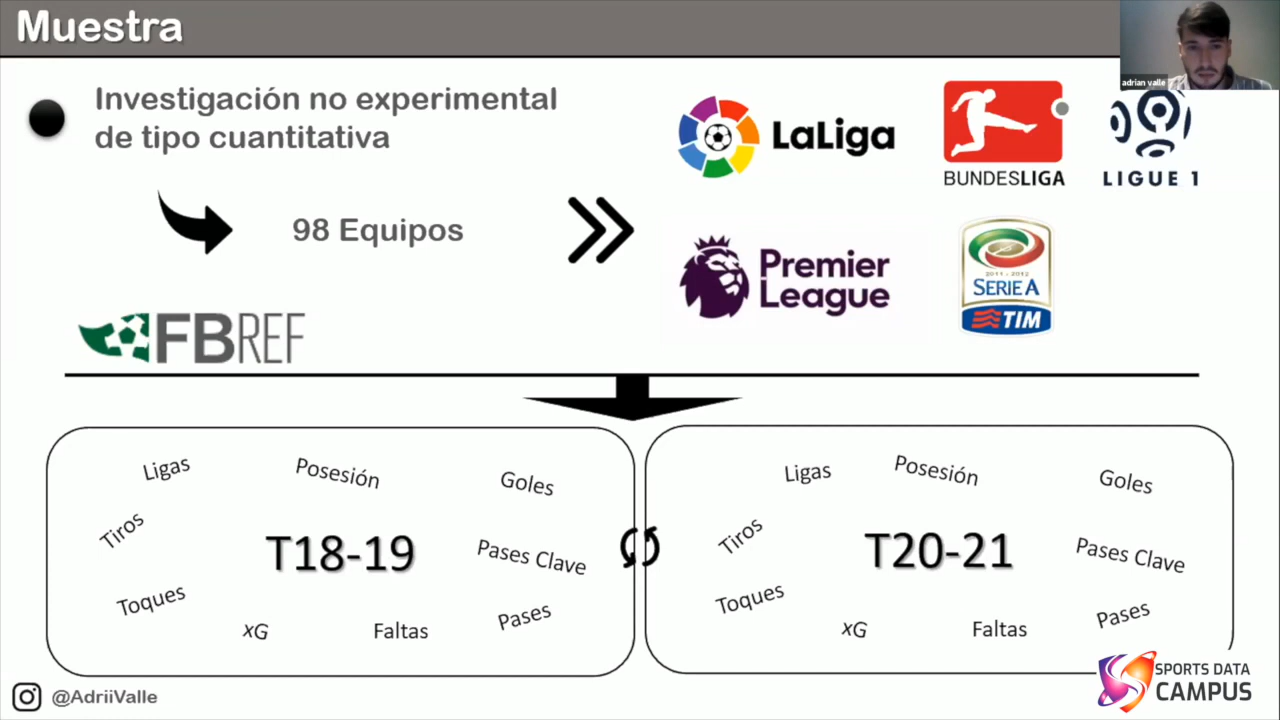 Muestra
adrian valle
Investigación no experimental
de tipo cuantitativa
98 Equipos
LaLiga
BUNDESLIGA
LIGUE 1
Premier
League
2011 - 2012
SERIE A
TIM
FBREF
Ligas
Posesión
Goles
Tiros
T18-19
Pases Clave
Toques
xG
Faltas
Pases
Ligas
Posesión
Goles
Tiros
T20-21
Pases Clave
Toques
xG
Faltas
Pases
@AdriiValle
SPORTS DATA
CAMPUS